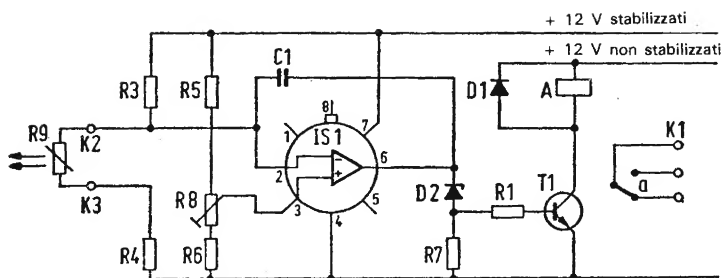 + 12 V stabilizzati
+ 12 V non stabilizzati
C1
R3
R5
D1
A
8
7
1
IS1
K1
R9
K2
2
6
-
+
a
D2
R1
T1
K3
R8
3
5
4
R4
R6
R7